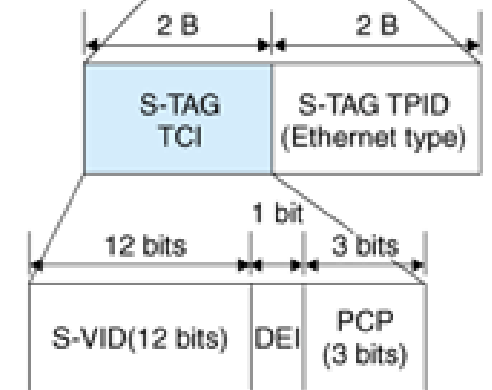 2 B 2 B
S-TAG
TCI
S-TAG TPID
(Ethernet type)
1 bit
12 bits 3 bits
S-VID(12 bits) DEI
PCP
(3 bits)